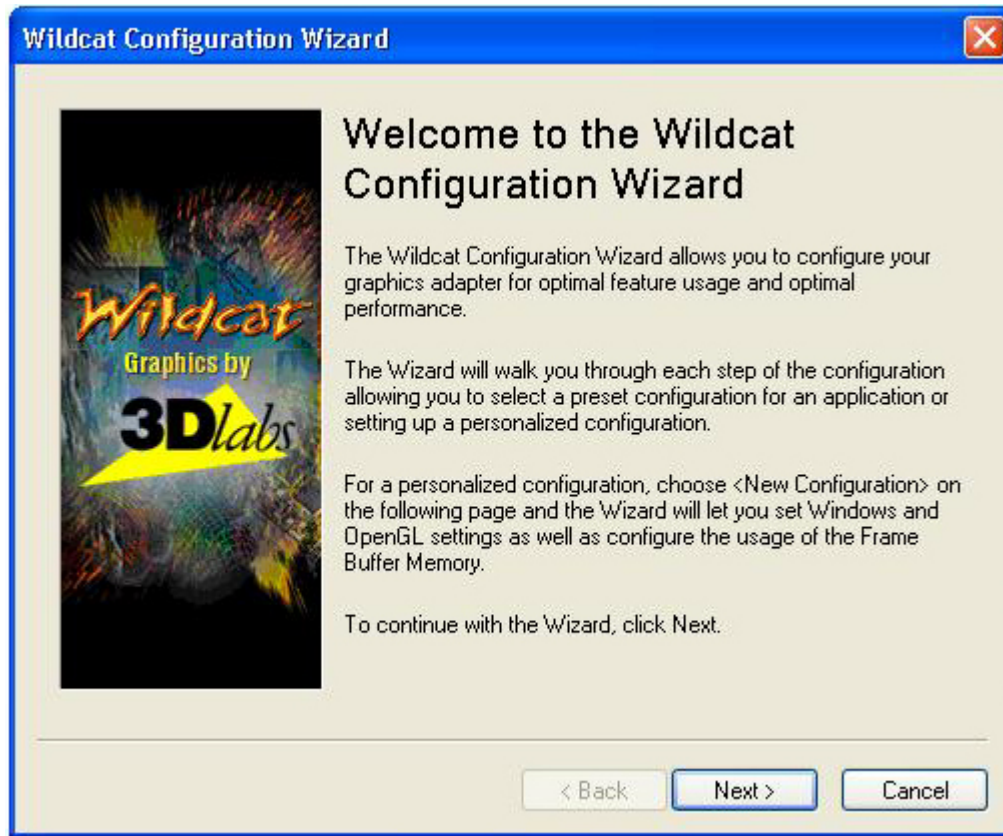 Wildcat Configuration Wizard
Wildcat
Graphics by
3Dlabs
Welcome to the Wildcat
Configuration Wizard
The Wildcat Configuration Wizard allows you to configure your
graphics adapter for optimal feature usage and optimal
performance.
The Wizard will walk you through each step of the configuration
allowing you to select a preset configuration for an application or
setting up a personalized configuration.
For a personalized configuration, choose <New Configuration> on
the following page and the Wizard will let you set Windows and
OpenGL settings as well as configure the usage of the Frame
Buffer Memory.
To continue with the Wizard, click Next.
< Back
Next >
Cancel